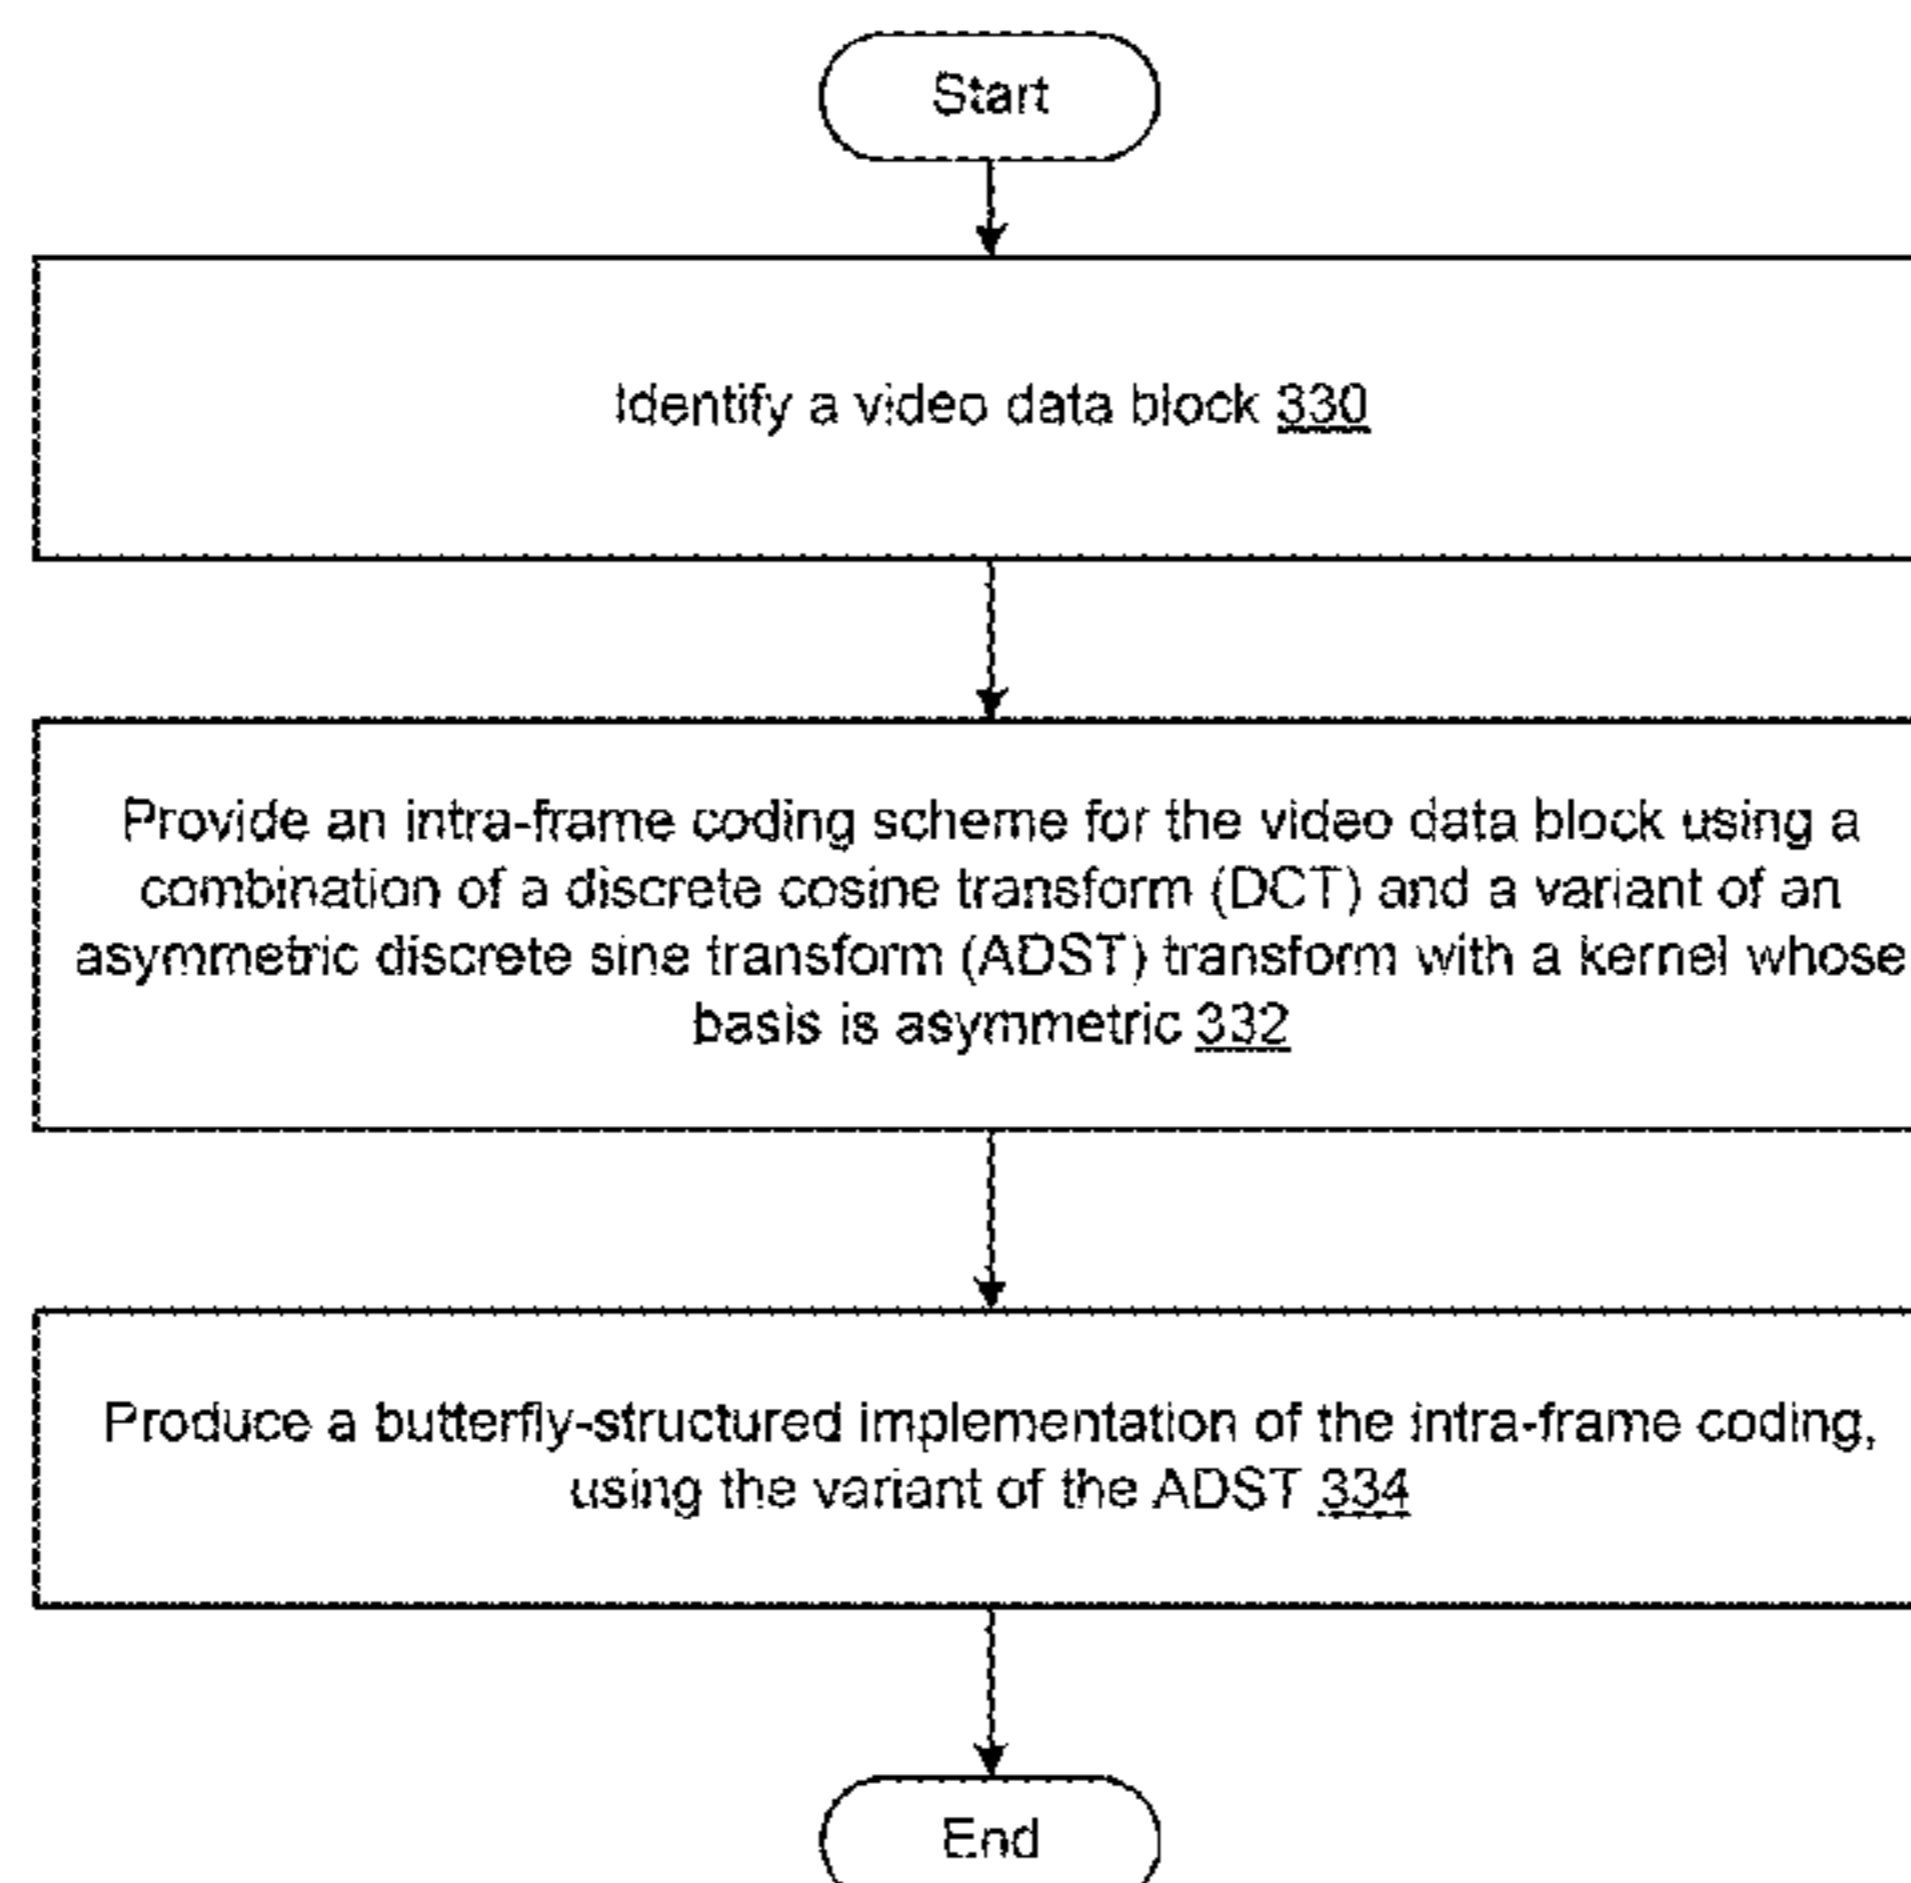 Start
Identify a video data block 330
Provide an intra-frame coding scheme for the video data block using a
combination of a discrete cosine transform (DCT) and a variant of an
asymmetric discrete sine transform (ADST) transform with a kernel whose
basis is asymmetric 332
Produce a butterfly-structured implementation of the intra-frame coding,
using the variant of the ADST 334
End